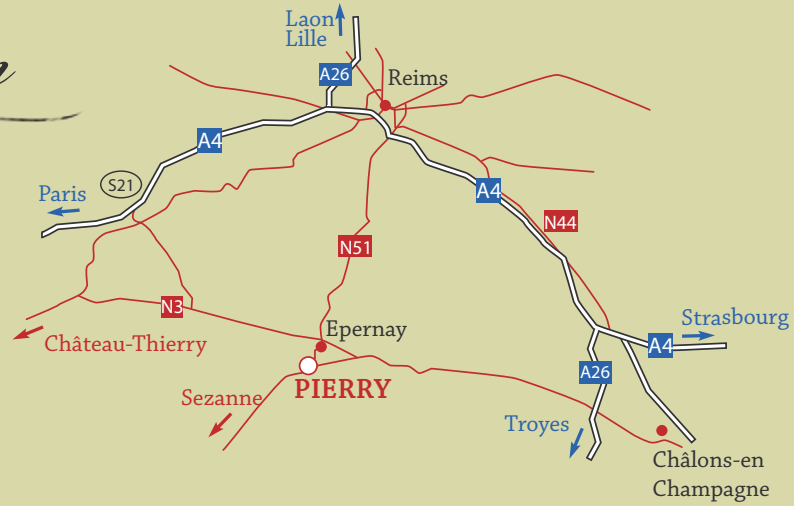 Laon
Lille
A26
Reims
A4
S21
Paris
A4
N44
N51
N3
Epernay
Strasbourg
A4
Château-Thierry
A26
PIERRY
Sezanne
Troyes
Châlons-en
Champagne